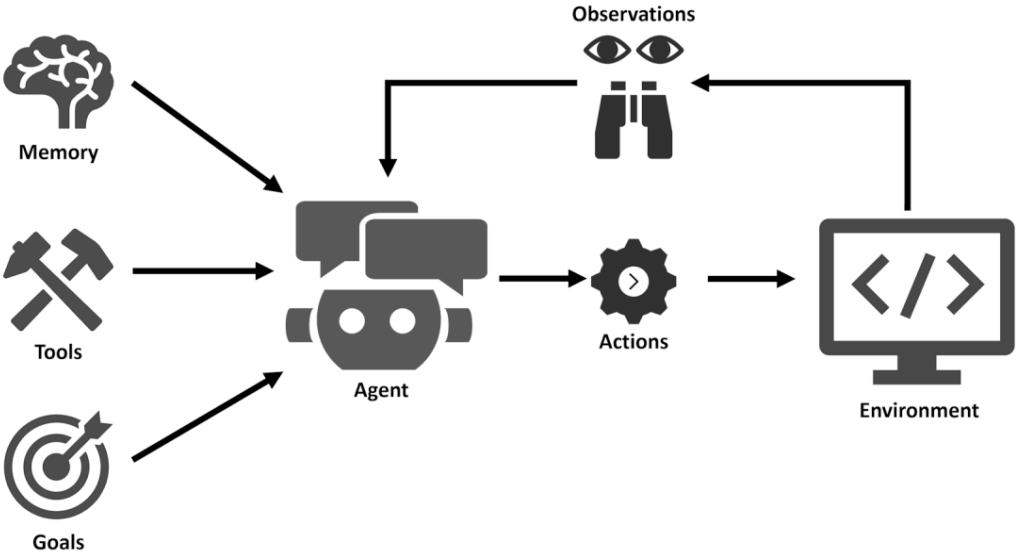 Observations
Memory
Tools
Agent
Actions
</>
Environment
Goals